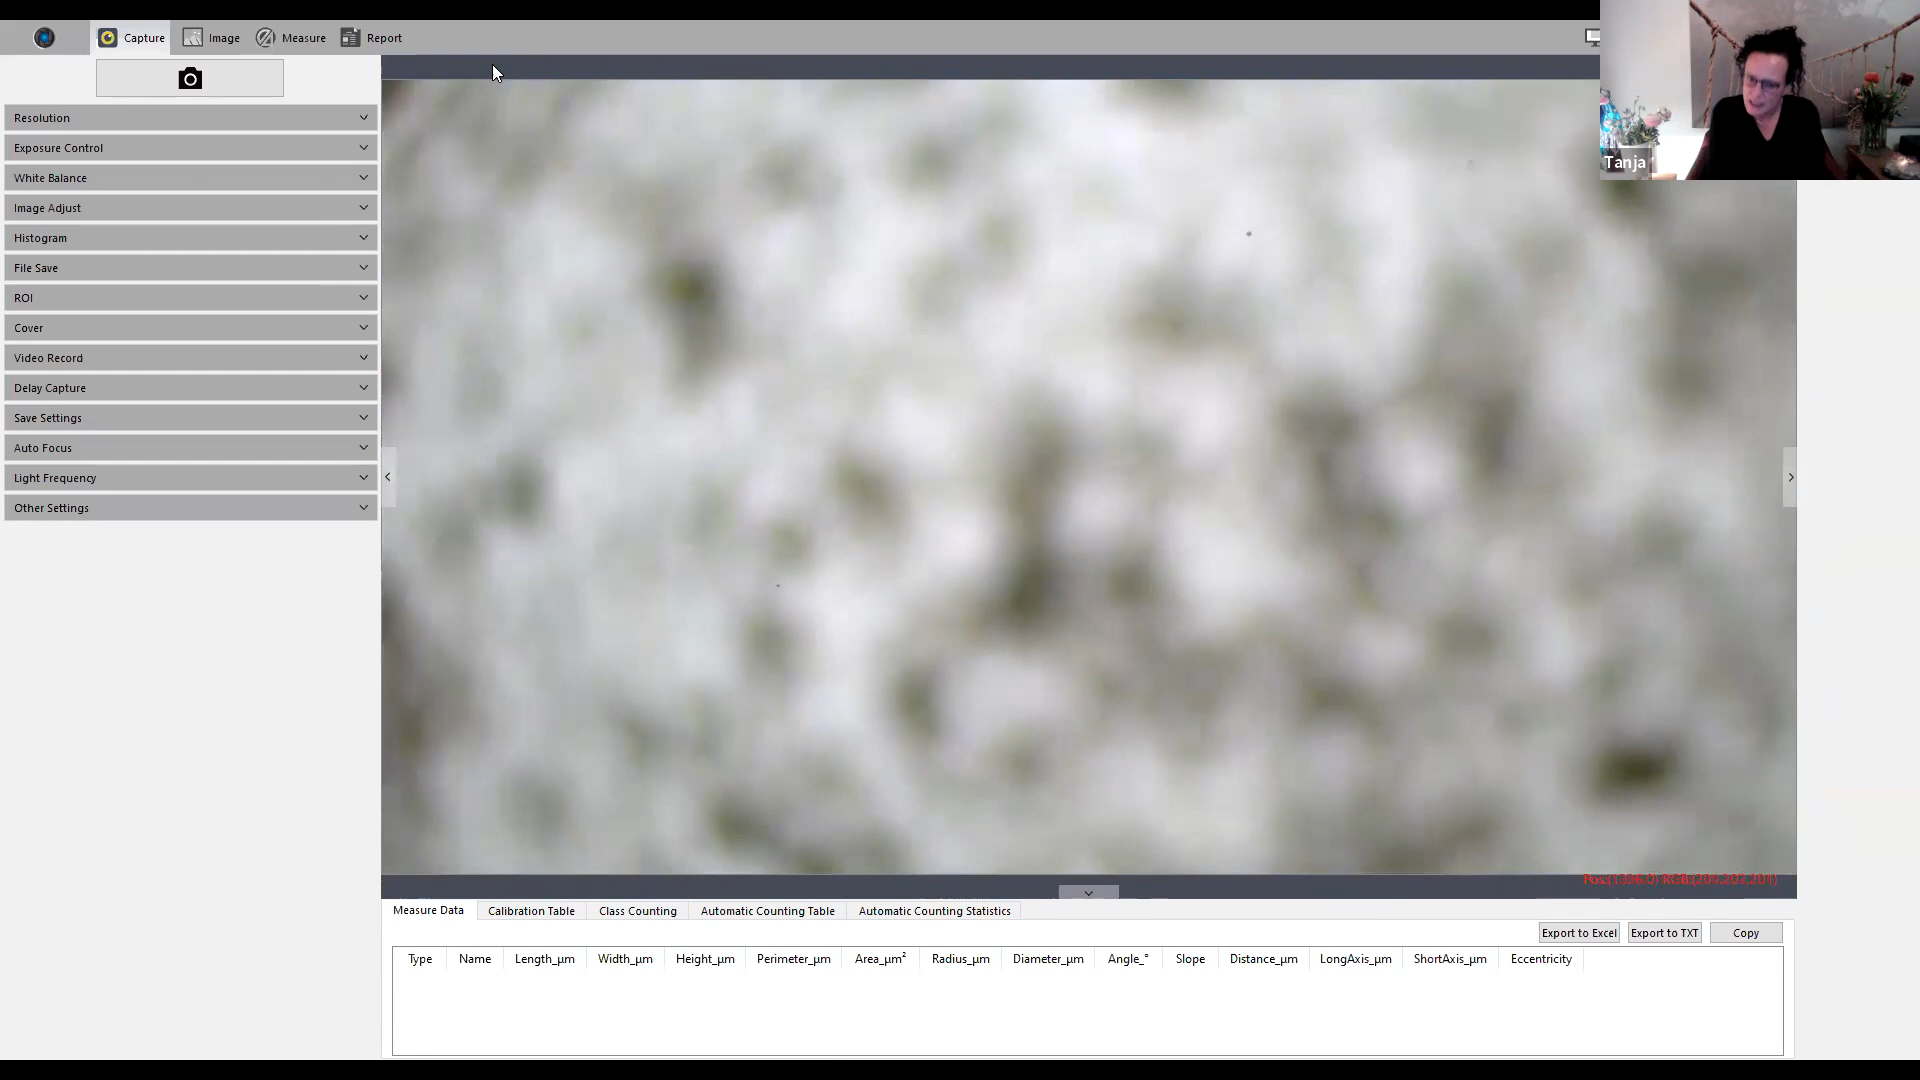 Capture Image Measure Report
Tanja
Resolution
Exposure Control
White Balance
Image Adjust
Histogram
File Save
ROI
Cover
Video Record
Delay Capture
Save Settings
Auto Focus
Light Frequency
Other Settings
Measure Data Calibration Table Class Counting Automatic Counting Table Automatic Counting Statistics
Export to Excel Export to TXT Copy
Type Name Length_μm Width_μm Height_μm Perimeter_μm Area_μm² Radius_μm Diameter_μm Angle_° Slope Distance_μm LongAxis_μm ShortAxis_μm Eccentricity